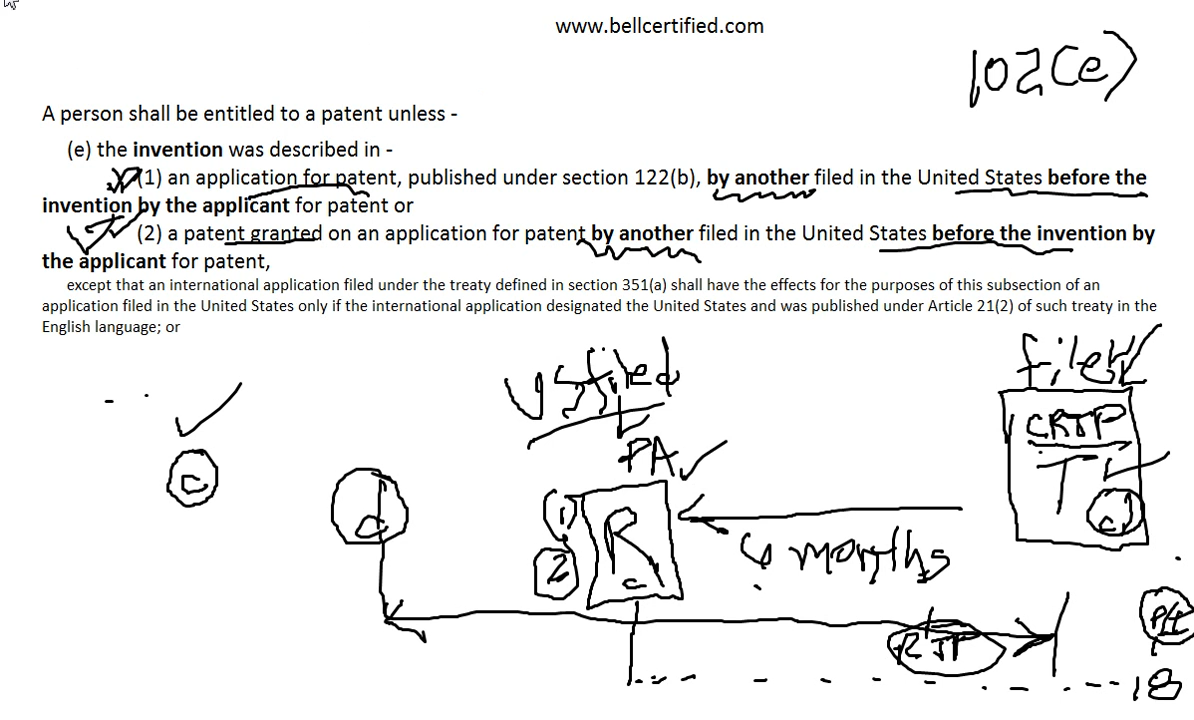 www.bellcertified.com
102(e)
A person shall be entitled to a patent unless -
(e) the invention was described in -
(1) an application for patent, published under section 122(b), by another filed in the United States before the
invention by the applicant for patent or
(2) a patent granted on an application for patent by another filed in the United States before the invention by
the applicant for patent,
except that an international application filed under the treaty defined in section 351(a) shall have the effects for the purposes of this subsection of an
application filed in the United States only if the international application designated the United States and was published under Article 21(2) of such treaty in the
English language; or
US filed
filed
PA
T
C
d
(1)
R
2
c
c
4 months
RTP
18